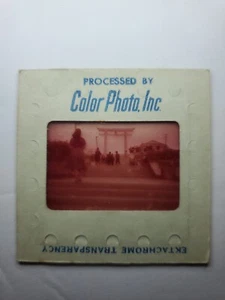 PROCESSED BY
Color Photo, Inc.
EKTACHROME TRANSPARENCY